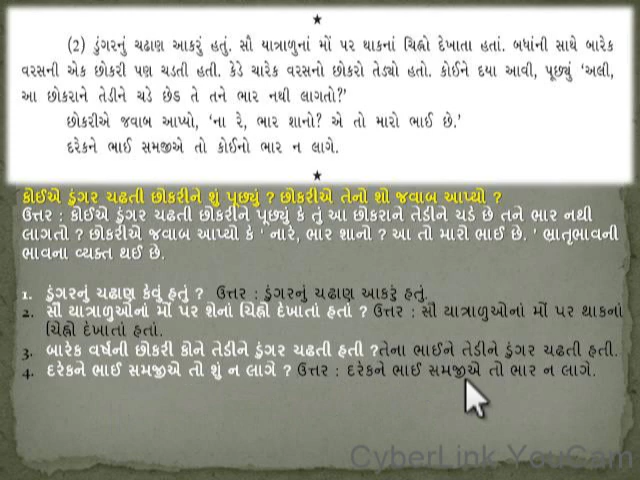 ★
(2) ડુંગરનું ચઢાણ આકરું હતું. સૌ યાત્રાળુનાં મોં પર થાકનાં ચિહ્નો દેખાતા હતાં. બધાંની સાથે બારેક
વરસની એક છોકરી પણ ચડતી હતી. કેડે ચારેક વરસનો છોકરો તેડ્યો હતો. કોઈને દયા આવી, પૂછ્યું ‘અલી,
આ છોકરાને તેડીને ચડે છેક તે તને ભાર નથી લાગતો?’
છોકરીએ જવાબ આપ્યો, ‘ના રે, ભાર શાનો? એ તો મારો ભાઈ છે.’
દરેકને ભાઈ સમજીએ તો કોઈનો ભાર ન લાગે.
★
કોઈએ ડુંગર ચઢતી છોકરીને શું પૂછ્યું ? છોકરીએ તેનો શો જવાબ આપ્યો ?
ઉત્તર : કોઈએ ડુંગર ચઢતી છોકરીને પૂછ્યું કે તું આ છોકરાને તેડીને ચડે છે તને ભાર નથી
લાગતો ? છોકરીએ જવાબ આપ્યો કે ‘ નારે, ભાર શાનો ? આ તો મારો ભાઈ છે. ’ ભ્રાતૃભાવની
ભાવના વ્યક્ત થઈ છે.
1. ડુંગરનું ચઢાણ કેવું હતું ? ઉત્તર : ડુંગરનું ચઢાણ આકરું હતું.
2. સૌ યાત્રાળુઓનાં મોં પર શેનાં ચિહ્નો દેખાતાં હતાં ? ઉત્તર : સૌ યાત્રાળુઓનાં મોં પર થાકનાં
ચિહ્નો દેખાતાં હતાં.
3. બારેક વર્ષની છોકરી કોને તેડીને ડુંગર ચઢતી હતી ?તેના ભાઈને તેડીને ડુંગર ચઢતી હતી.
4. દરેકને ભાઈ સમજીએ તો શું ન લાગે ? ઉત્તર : દરેકને ભાઈ સમજીએ તો ભાર ન લાગે.
CyberLink YouCam